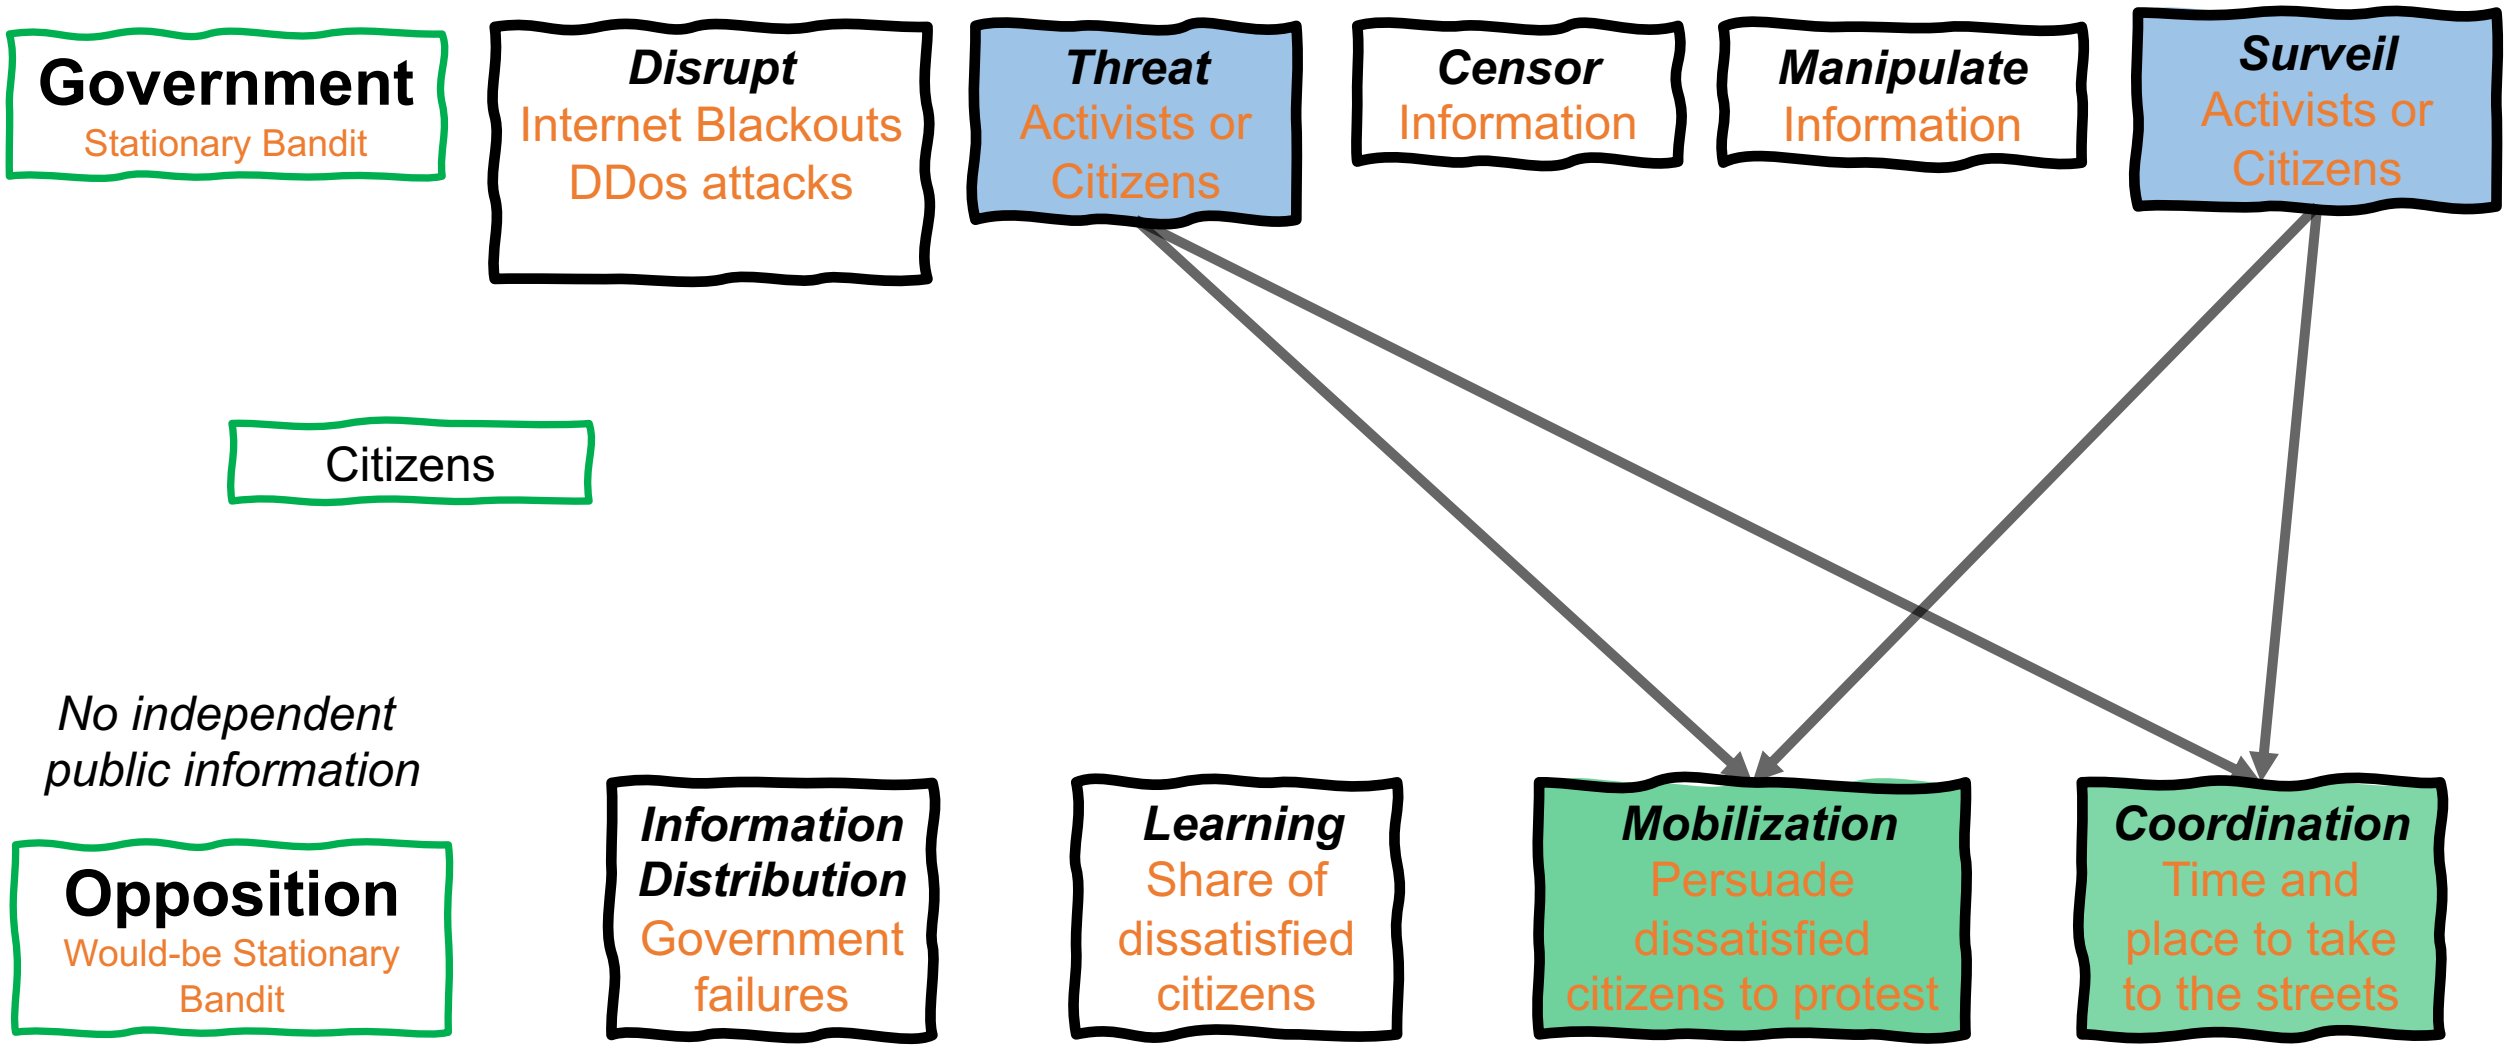 Government
Stationary Bandit
Disrupt
Internet Blackouts
DDos attacks
Threat
Activists or
Citizens
Censor
Information
Manipulate
Information
Surveil
Activists or
Citizens
Citizens
No independent
public information
Opposition
Would-be Stationary
Bandit
Information
Distribution
Government
failures
Learning
Share of
dissatisfied
citizens
Mobilization
Persuade
dissatisfied
citizens to protest
Coordination
Time and
place to take
to the streets